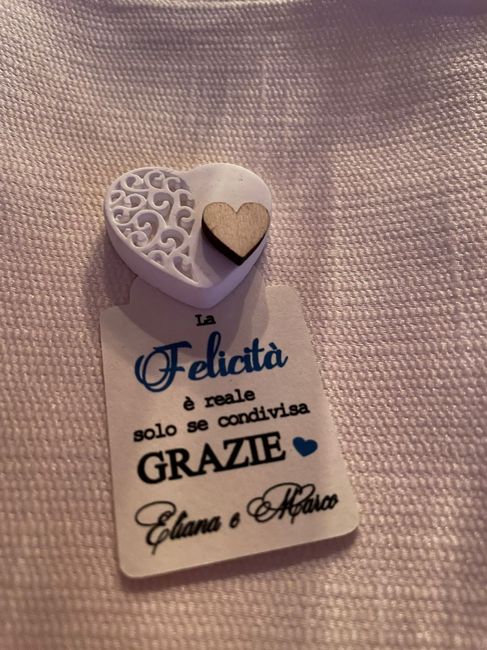 La
Felicità
è reale
solo se condivisa
GRAZIE
Eliana e Marco